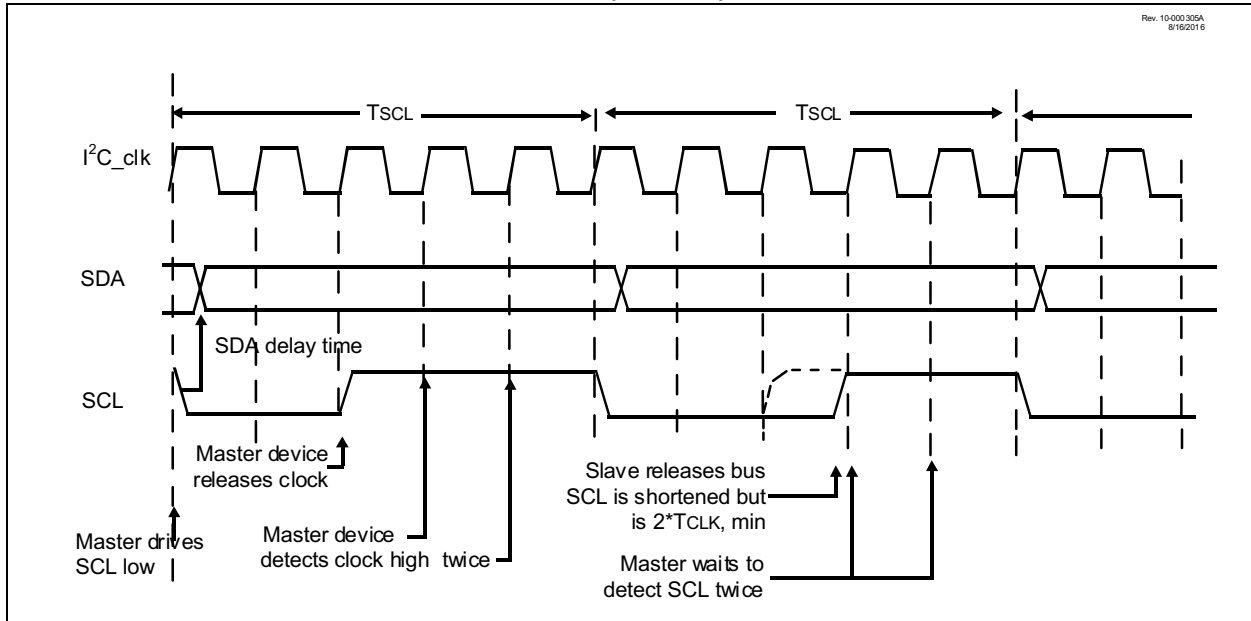 Rev. 10-000305A
8/16/2016
TSCL
TSCL
I²C_clk
SDA
SDA delay time
SCL
Master device
releases clock
Master drives
SCL low
Master device
detects clock high twice
Slave releases bus
SCL is shortened but
is 2*TCLK, min
Master waits to
detect SCL twice